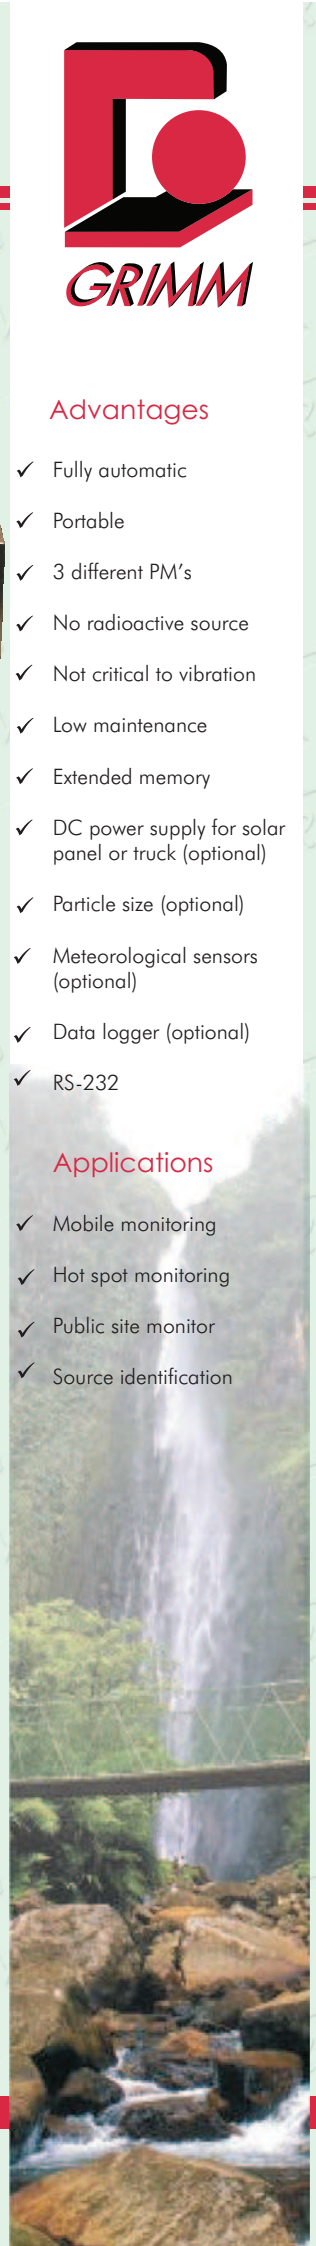 GRIMM
Advantages
Fully automatic
Portable
3 different PM's
No radioactive source
Not critical to vibration
Low maintenance
Extended memory
DC power supply for solar
panel or truck (optional)
Particle size (optional)
Meteorological sensors
(optional)
Data logger (optional)
RS-232
Applications
Mobile monitoring
Hot spot monitoring
Public site monitor
Source identification